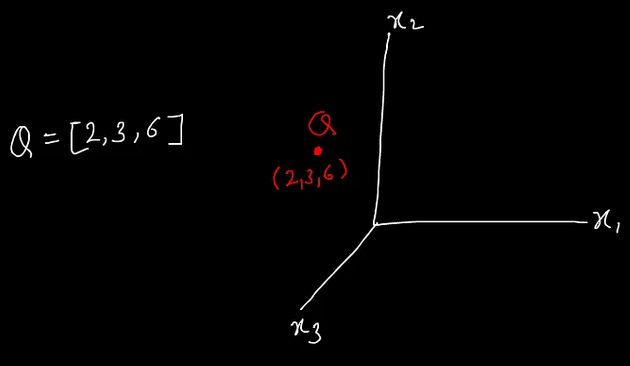 x₂
Q = [2,3,6]
Q
(2,3,6)
x₁
x₃